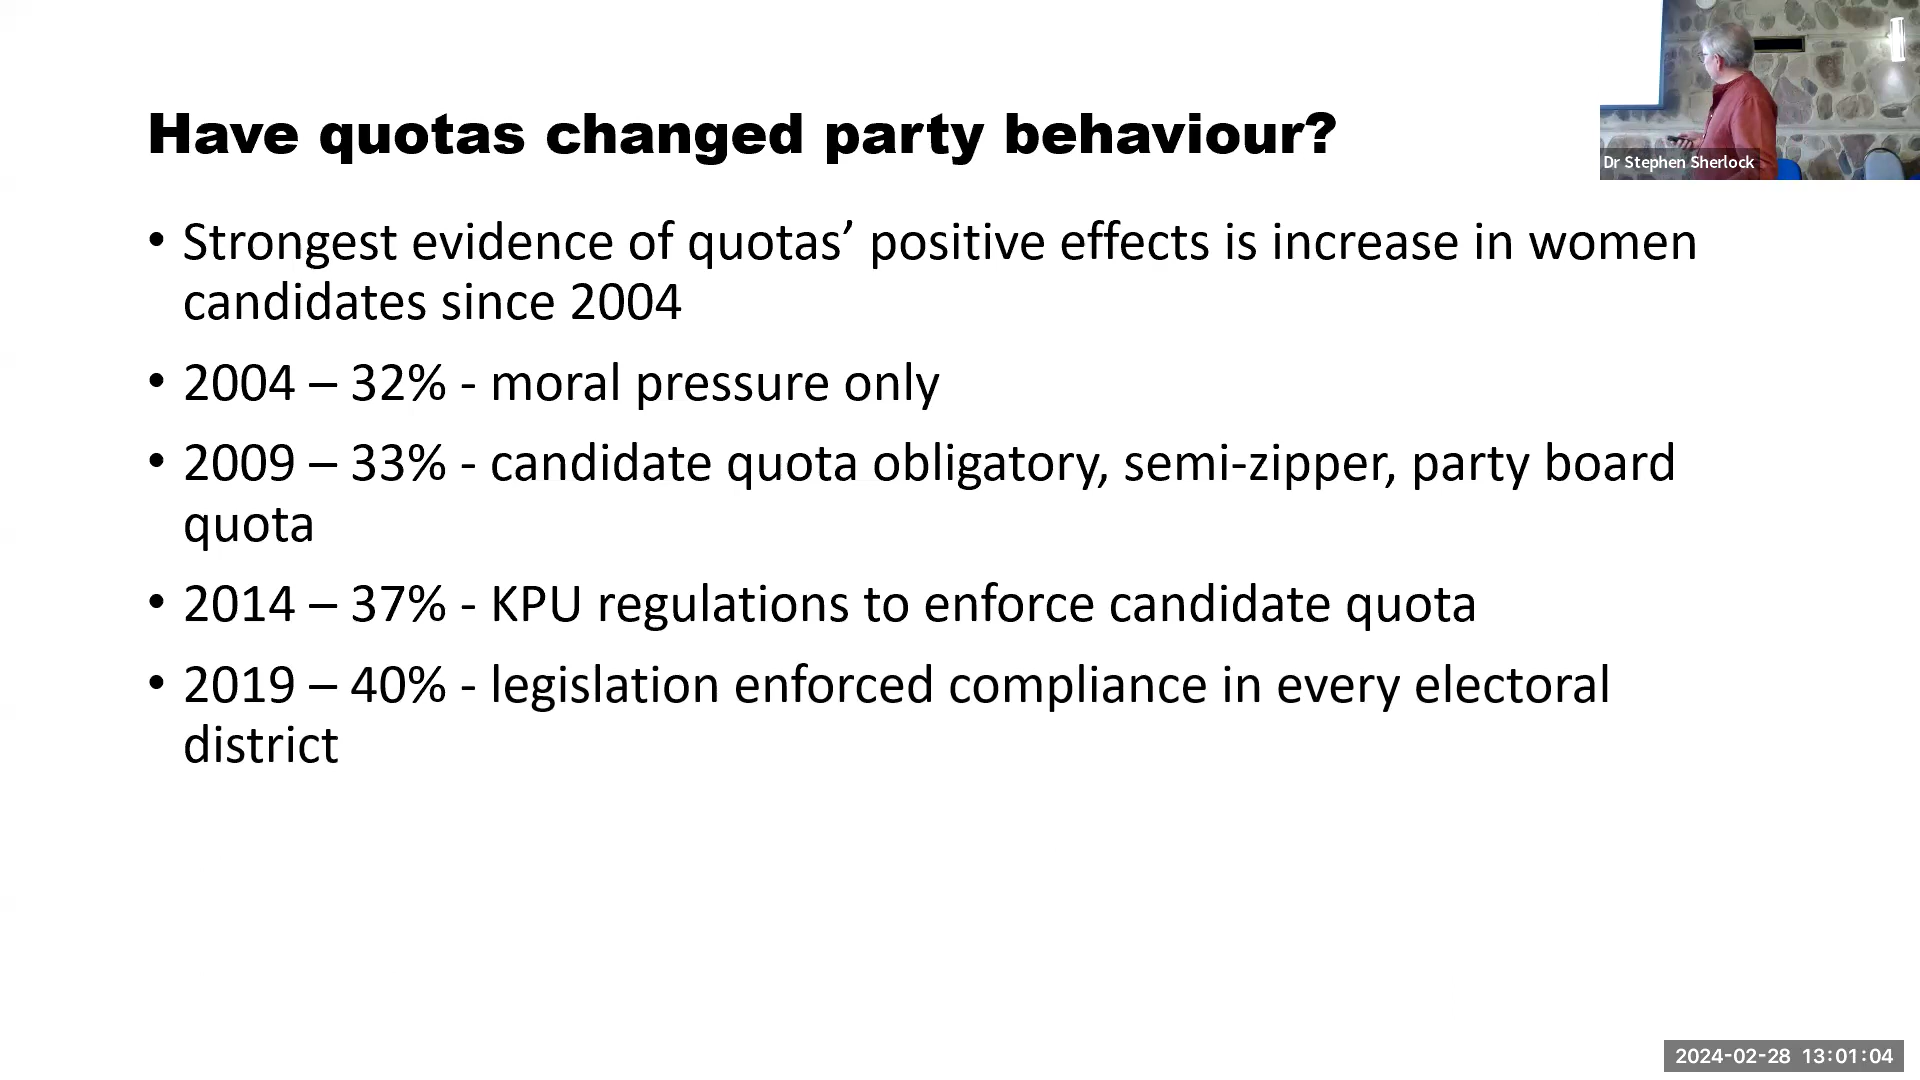 Have quotas changed party behaviour?
Dr Stephen Sherlock
• Strongest evidence of quotas’ positive effects is increase in women
candidates since 2004
• 2004 – 32% - moral pressure only
• 2009 – 33% - candidate quota obligatory, semi-zipper, party board
quota
• 2014 – 37% - KPU regulations to enforce candidate quota
• 2019 – 40% - legislation enforced compliance in every electoral
district
2024-02-28 13:01:04